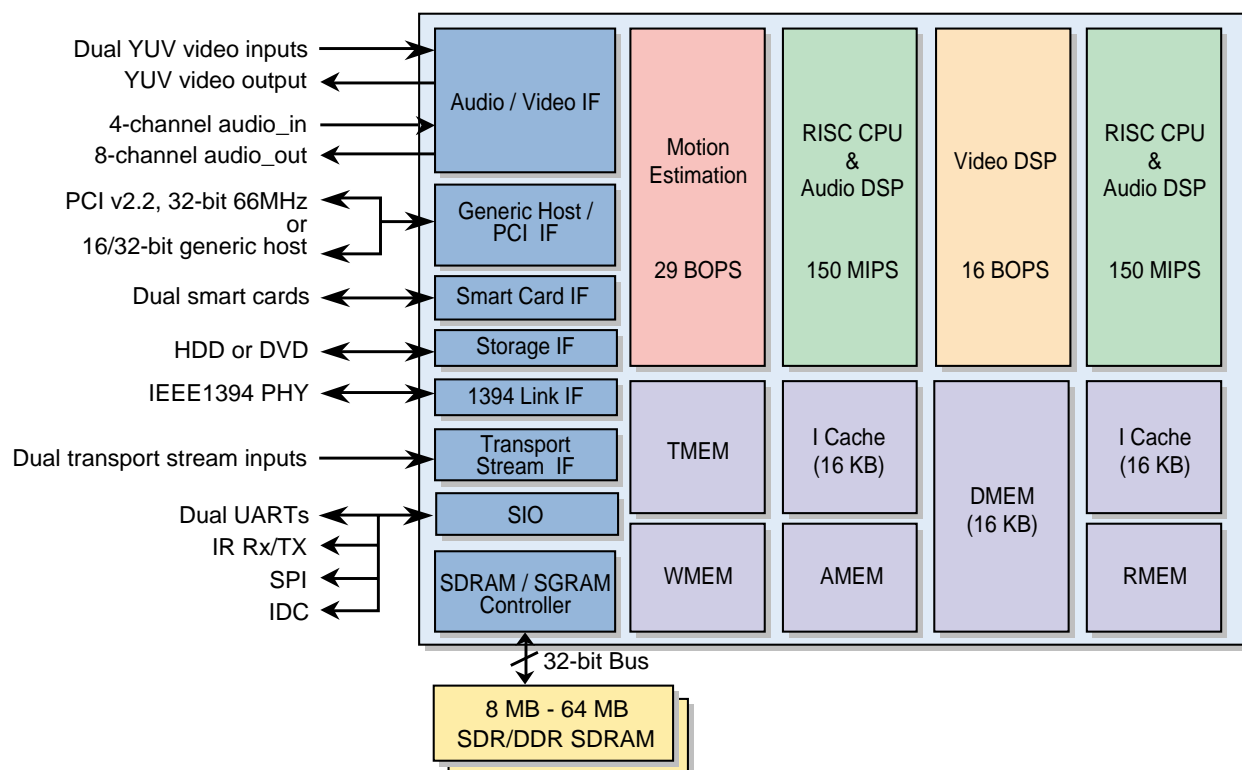 Dual YUV video inputs
YUV video output
4-channel audio_in
8-channel audio_out
PCI v2.2, 32-bit 66MHz
or
16/32-bit generic host
Dual smart cards
HDD or DVD
IEEE1394 PHY
Dual transport stream inputs
Dual UARTs
IR Rx/TX
SPI
IDC
Audio / Video IF
Generic Host /
PCI IF
Smart Card IF
Storage IF
1394 Link IF
Transport
Stream IF
SIO
SDRAM / SGRAM
Controller
Motion
Estimation
29 BOPS
RISC CPU
&
Audio DSP
150 MIPS
Video DSP
16 BOPS
RISC CPU
&
Audio DSP
150 MIPS
TMEM
I Cache
(16 KB)
DMEM
(16 KB)
I Cache
(16 KB)
WMEM
AMEM
RMEM
32-bit Bus
8 MB - 64 MB
SDR/DDR SDRAM